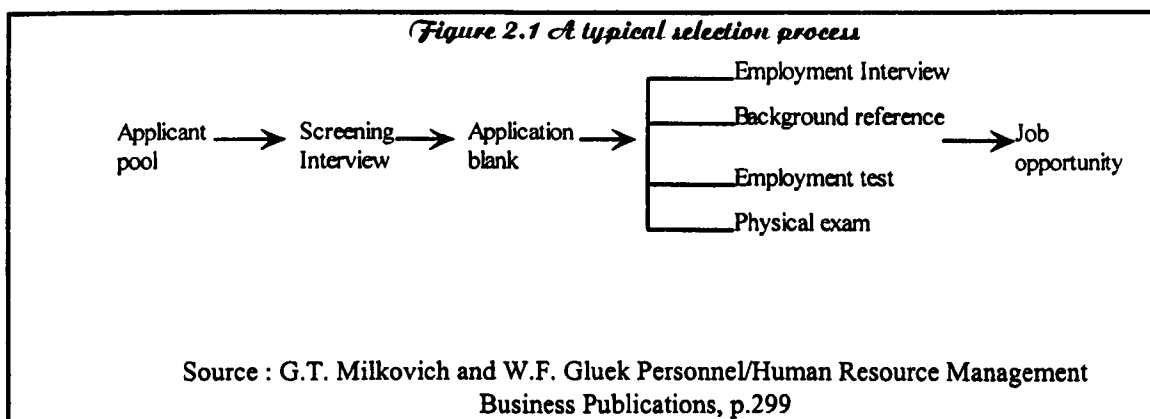 Figure 2.1 A typical selection process
Employment Interview
Background reference
Applicant
pool
Screening
Interview
Application
blank
Job
opportunity
Employment test
Physical exam
Source : G.T. Milkovich and W.F. Gluek Personnel/Human Resource Management
Business Publications, p.299